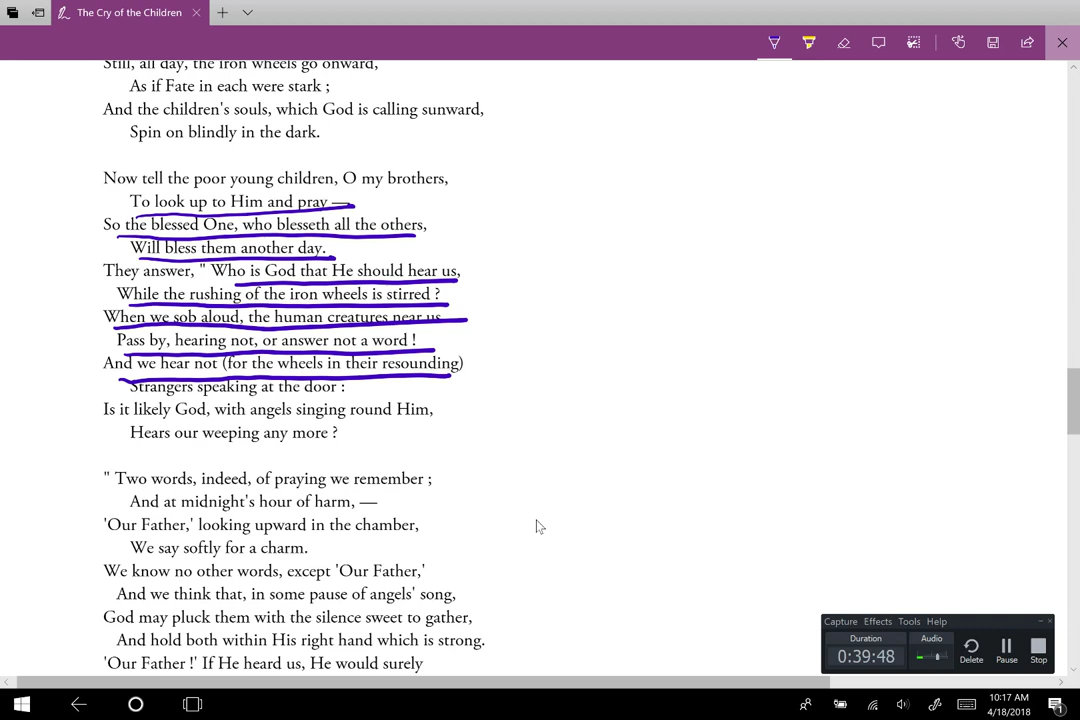 The Cry of the Children
Still, all day, the iron wheels go onward,
As if Fate in each were stark ;
And the children's souls, which God is calling sunward,
Spin on blindly in the dark.
Now tell the poor young children, O my brothers,
To look up to Him and pray —
So the blessed One, who blesseth all the others,
Will bless them another day.
They answer, " Who is God that He should hear us,
While the rushing of the iron wheels is stirred ?
When we sob aloud, the human creatures near us
Pass by, hearing not, or answer not a word !
And we hear not (for the wheels in their resounding)
Strangers speaking at the door :
Is it likely God, with angels singing round Him,
Hears our weeping any more ?
" Two words, indeed, of praying we remember ;
And at midnight's hour of harm, —
'Our Father,' looking upward in the chamber,
We say softly for a charm.
We know no other words, except 'Our Father,'
And we think that, in some pause of angels' song,
God may pluck them with the silence sweet to gather,
And hold both within His right hand which is strong.
'Our Father !' If He heard us, He would surely
Capture Effects Tools Help
Duration Audio
0:39:48
Delete Pause Stop
10:17 AM
4/18/2018
1